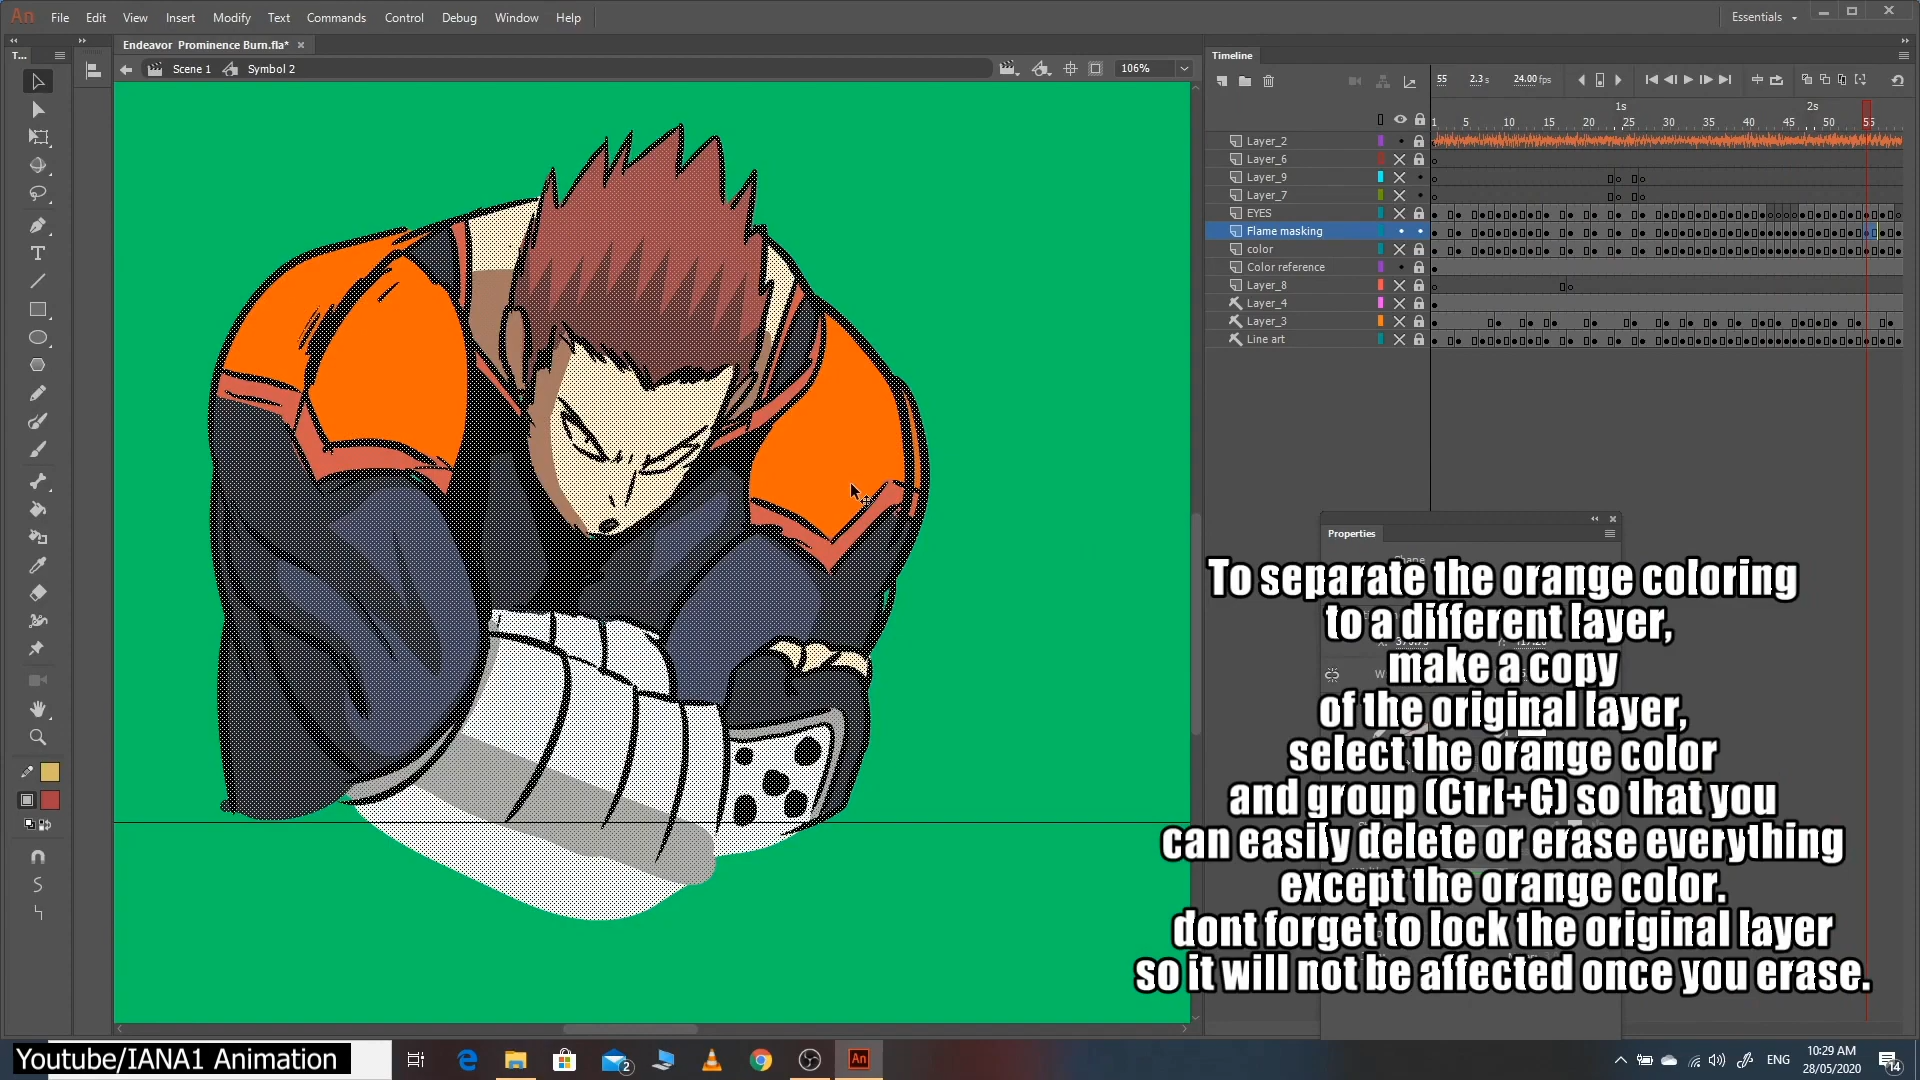 An File Edit View Insert Modify Text Commands Control Debug Window Help Essentials
Endeavor Prominence Burn.fla*
T...
Scene 1 Symbol 2 106%
Timeline
55 2.3 s 24.00 fps
1s 2s
1 5 10 15 20 25 30 35 40 45 50 55
Layer_2
Layer_6
Layer_9
Layer_7
EYES
Flame masking
color
Color reference
Layer_8
Layer_4
Layer_3
Line art
Properties
Shape
To separate the orange coloring
to a different layer,
make a copy
of the original layer,
select the orange color
and group (Ctrl+G) so that you
can easily delete or erase everything
except the orange color.
dont forget to lock the original layer
so it will not be affected once you erase.
Youtube/IANA1 Animation
2
An
ENG
10:29 AM
28/05/2020
14